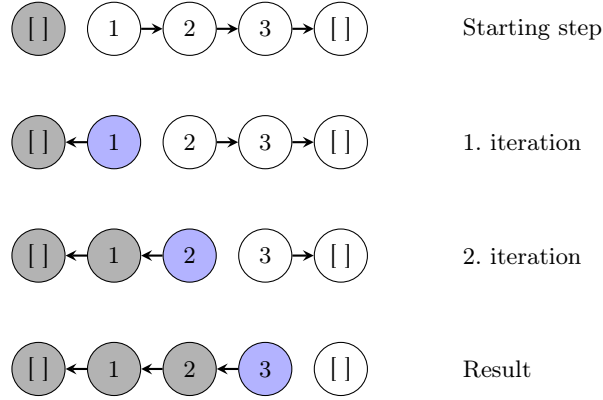 [ ] 1 2 3 [ ] Starting step
[ ] 1 2 3 [ ] 1. iteration
[ ] 1 2 3 [ ] 2. iteration
[ ] 1 2 3 [ ] Result